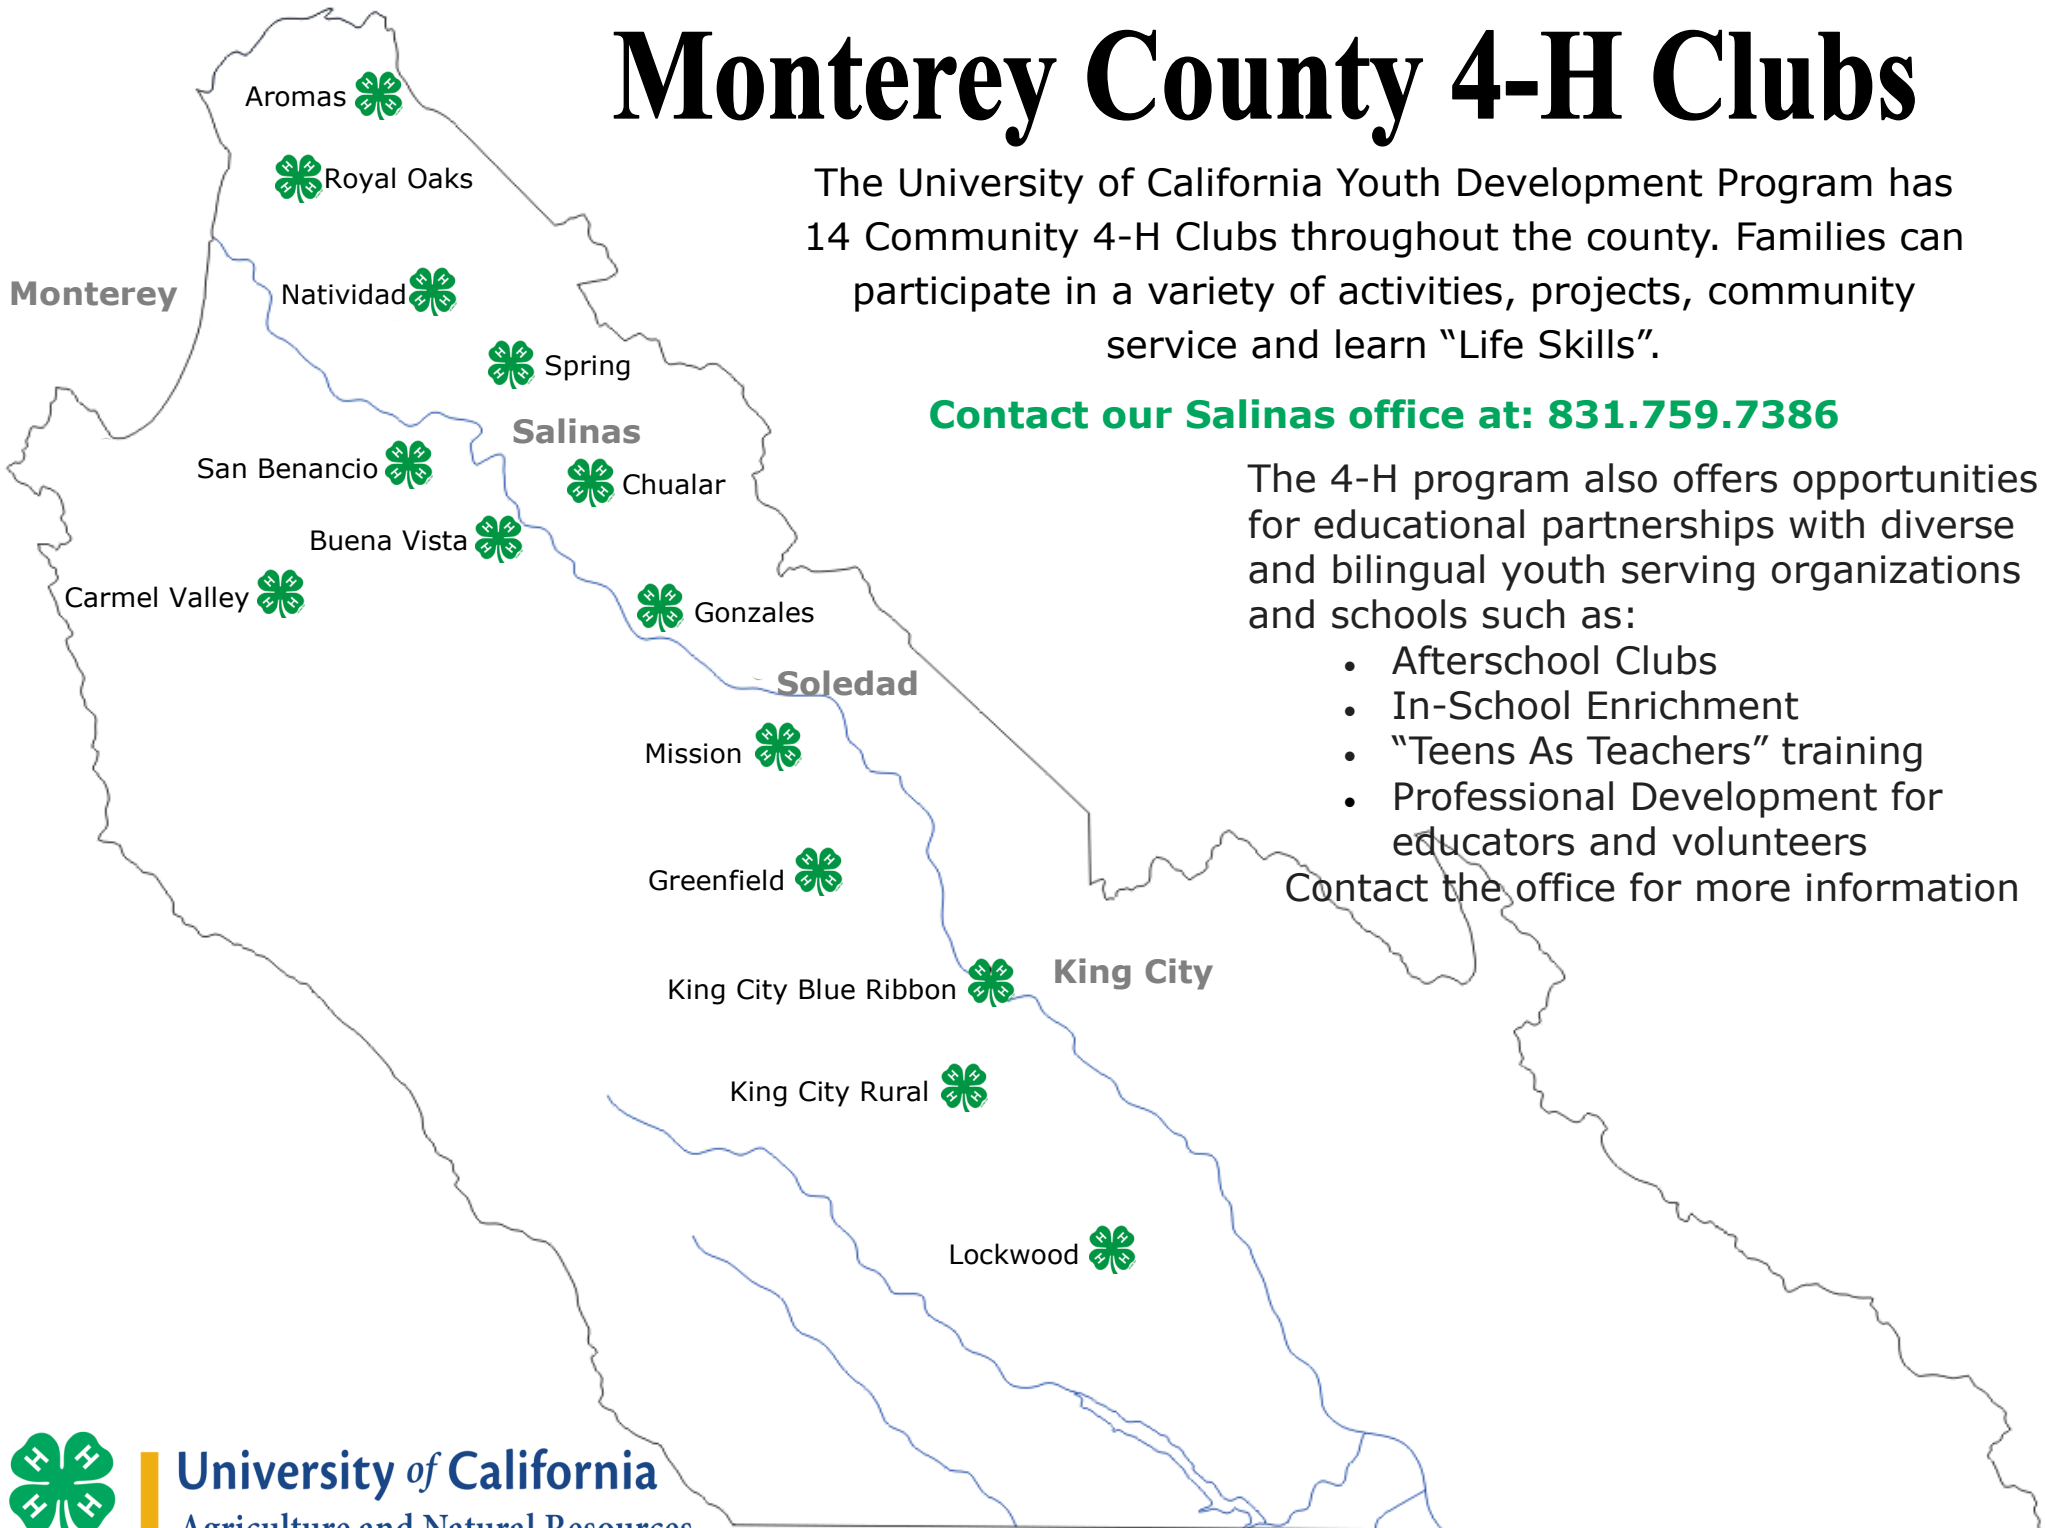 Monterey County 4-H Clubs
The University of California Youth Development Program has
14 Community 4-H Clubs throughout the county. Families can
participate in a variety of activities, projects, community
service and learn “Life Skills”.
Contact our Salinas office at: 831.759.7386
The 4-H program also offers opportunities
for educational partnerships with diverse
and bilingual youth serving organizations
and schools such as:
• Afterschool Clubs
• In-School Enrichment
• “Teens As Teachers” training
• Professional Development for
educators and volunteers
Contact the office for more information
Aromas
Royal Oaks
Monterey
Natividad
Spring
Salinas
San Benancio
Chualar
Buena Vista
Carmel Valley
Gonzales
Soledad
Mission
Greenfield
King City Blue Ribbon
King City
King City Rural
Lockwood
H H
H H
University of California
Agriculture and Natural Resources